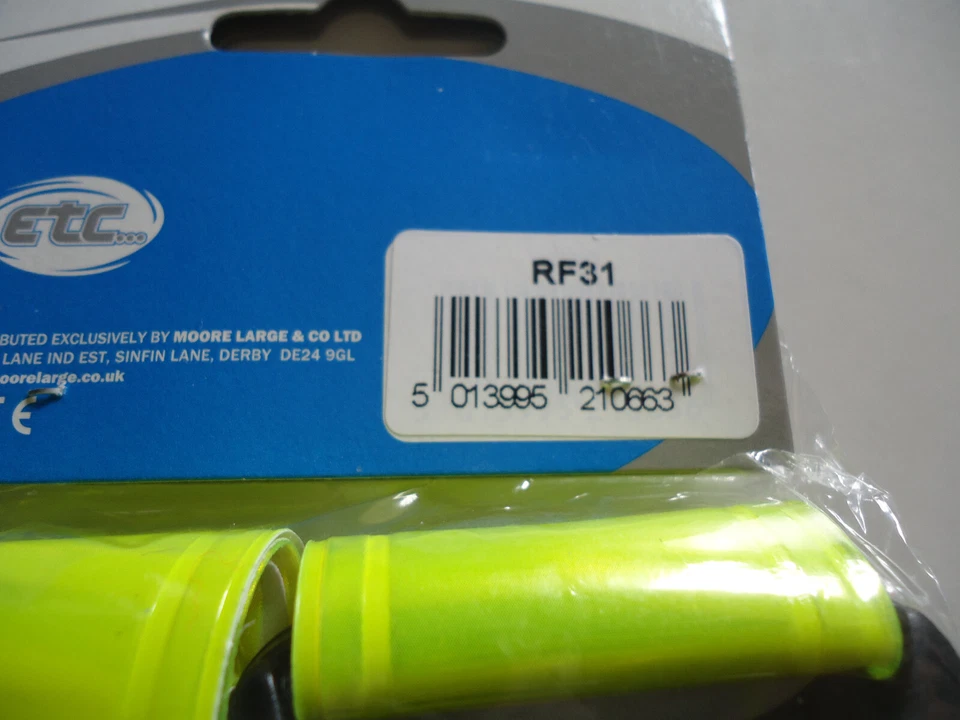 etc...
RF31
BUTED EXCLUSIVELY BY MOORE LARGE & CO LTD
LANE IND EST, SINFIN LANE, DERBY DE24 9GL
oorelarge.co.uk
CE
5 013995 210663